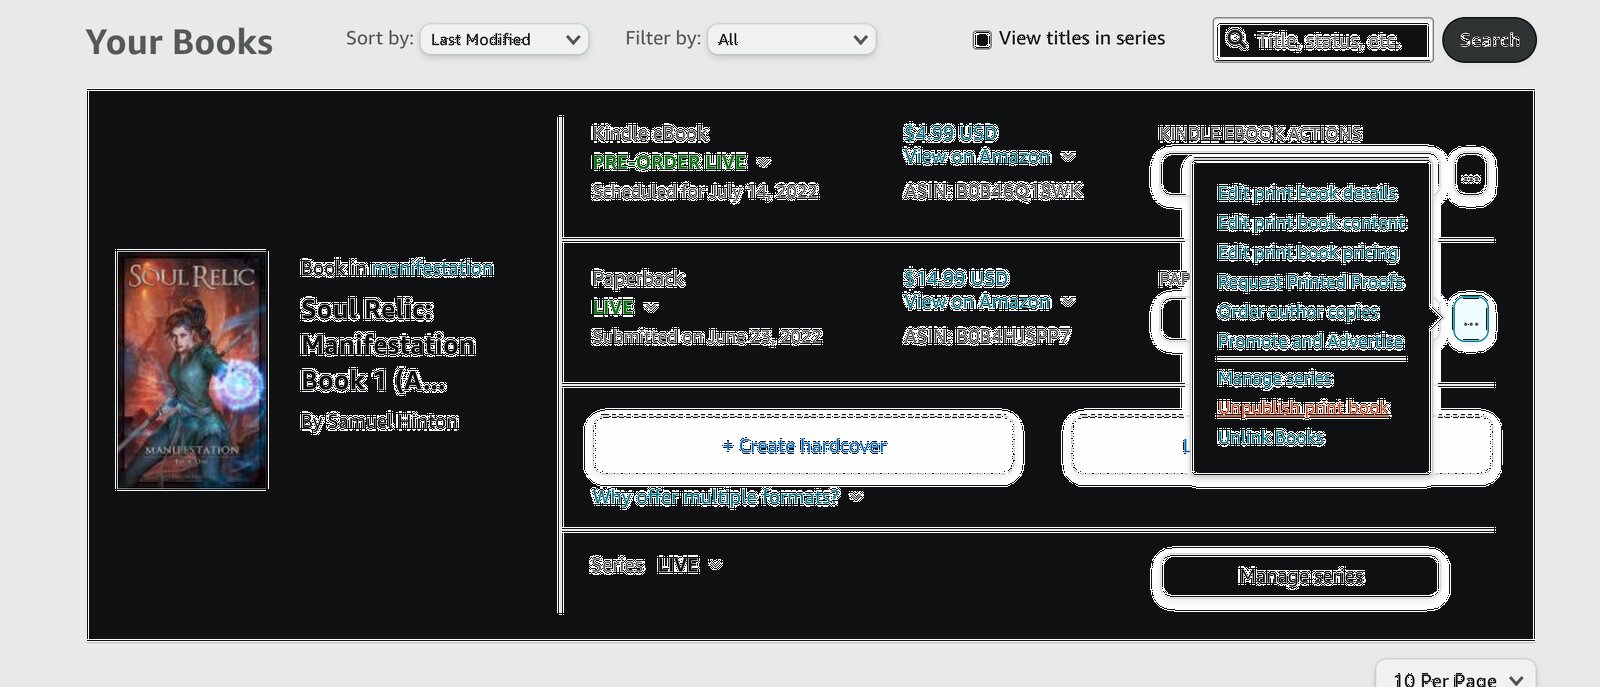 Your Books
Sort by: Last Modified
Filter by: All
View titles in series
Title, status, etc.
Search
SOUL RELIC
MANIFESTATION
BOOK ONE
Book in manifestation
Soul Relic:
Manifestation
Book 1 (A...
By Samuel Hinton
Kindle eBook
PRE-ORDER LIVE
Scheduled for July 14, 2022
$4.99 USD
View on Amazon
ASIN: B0B4SQ1SWK
KINDLE EBOOK ACTIONS
...
Paperback
LIVE
Submitted on June 23, 2022
$14.99 USD
View on Amazon
ASIN: B0B4HJSPP7
PAP
...
Edit print book details
Edit print book content
Edit print book pricing
Request Printed Proofs
Order author copies
Promote and Advertise
Manage series
Unpublish print book
Unlink Books
+ Create hardcover
L
Why offer multiple formats?
Series LIVE
Manage series
10 Per Page